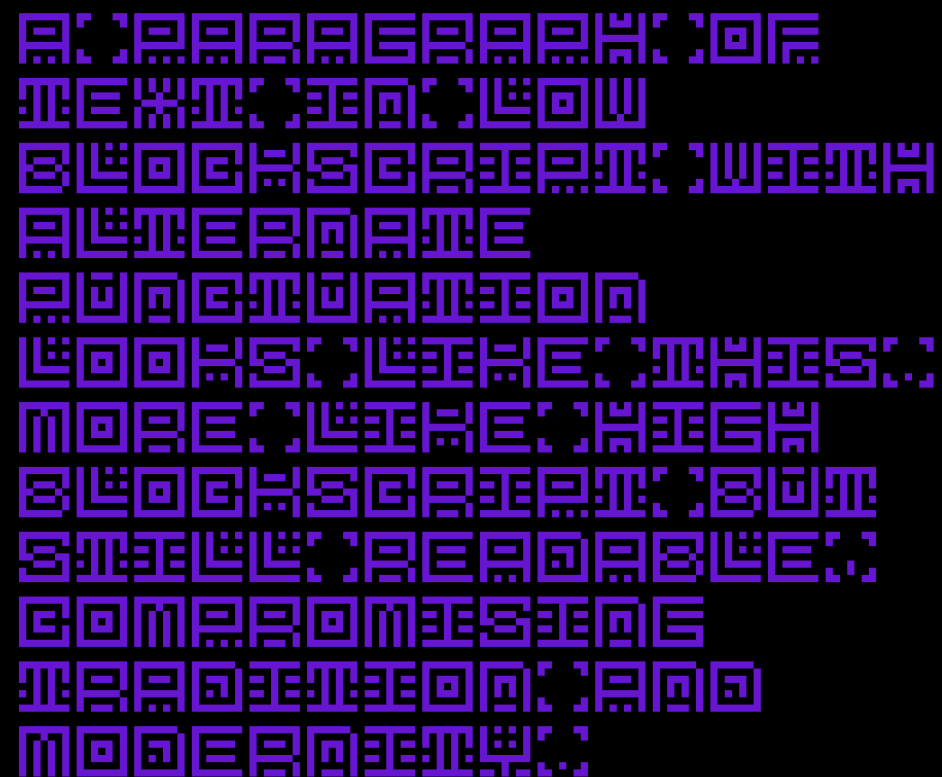 A PARAGRAPH OF
TEXT IN LOW
BLOCKSCRIPT WITH
ALTERNATE
PUNCTUATION
LOOKS LIKE THIS.
MORE LIKE HIGH
BLOCKSCRIPT BUT
STILL READABLE,
COMPROMISING
TRADITION AND
MODERNITY.